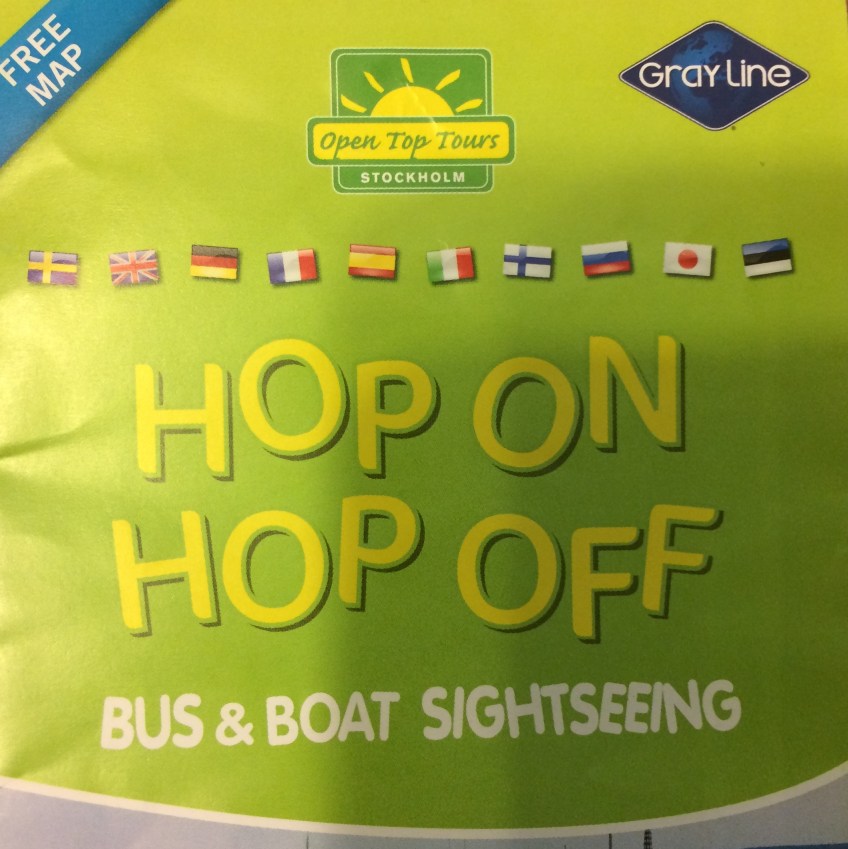 FREE
MAP
Open Top Tours
STOCKHOLM
Gray Line
HOP ON
HOP OFF
BUS & BOAT SIGHTSEEING